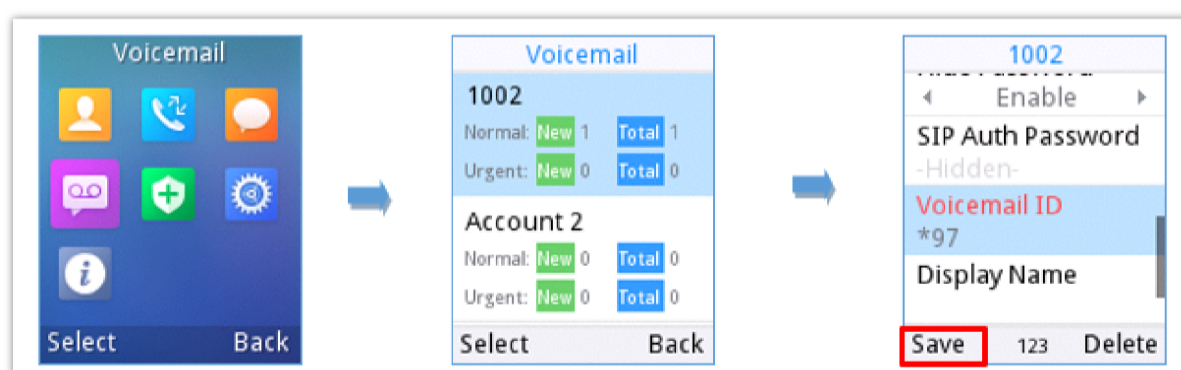 Voicemail
Select Back
Voicemail
1002
Normal: New 1 Total 1
Urgent: New 0 Total 0
Account 2
Normal: New 0 Total 0
Urgent: New 0 Total 0
Select Back
1002
Enable
SIP Auth Password
-Hidden-
Voicemail ID
*97
Display Name
Save 123 Delete